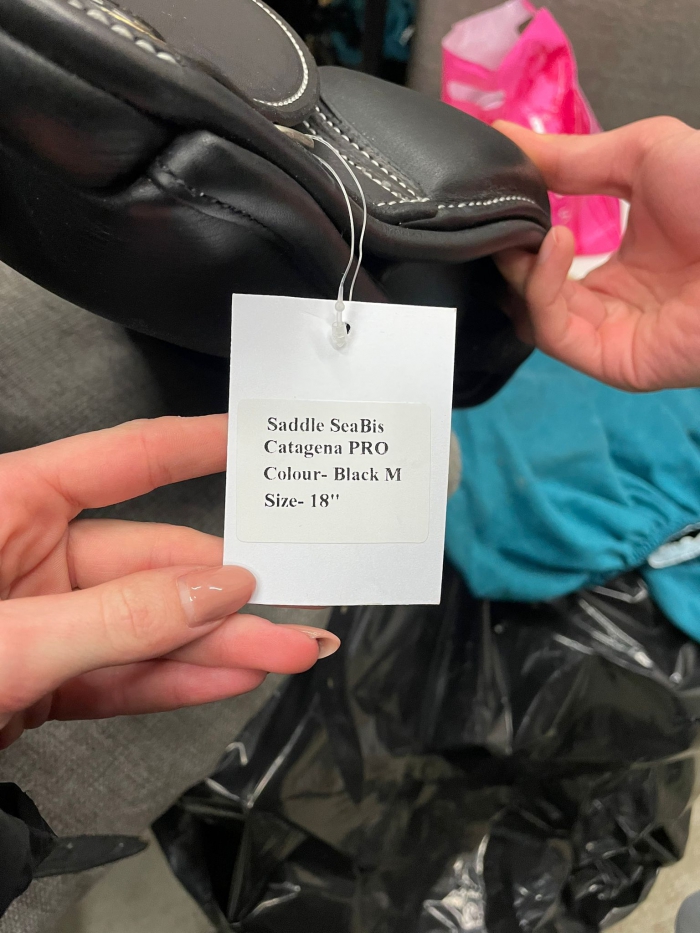 Saddle SeaBis
Catagena PRO
Colour- Black M
Size- 18"